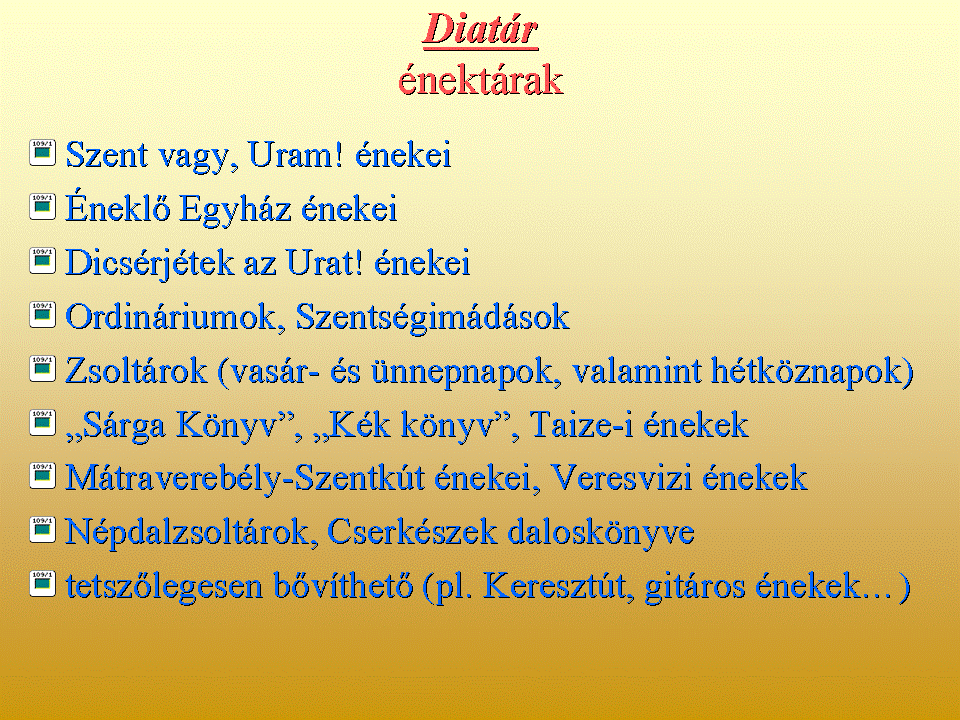 Diatár
énektárak
Szent vagy, Uram! énekei
Éneklő Egyház énekei
Dicsérjétek az Urat! énekei
Ordináriumok, Szentségimádások
Zsoltárok (vasár- és ünnepnapok, valamint hétköznapok)
„Sárga Könyv”, „Kék könyv”, Taize-i énekek
Mátraverebély-Szentkút énekei, Veresvizi énekek
Népdalzsoltárok, Cserkészek daloskönyve
tetszőlegesen bővíthető (pl. Keresztút, gitáros énekek… )